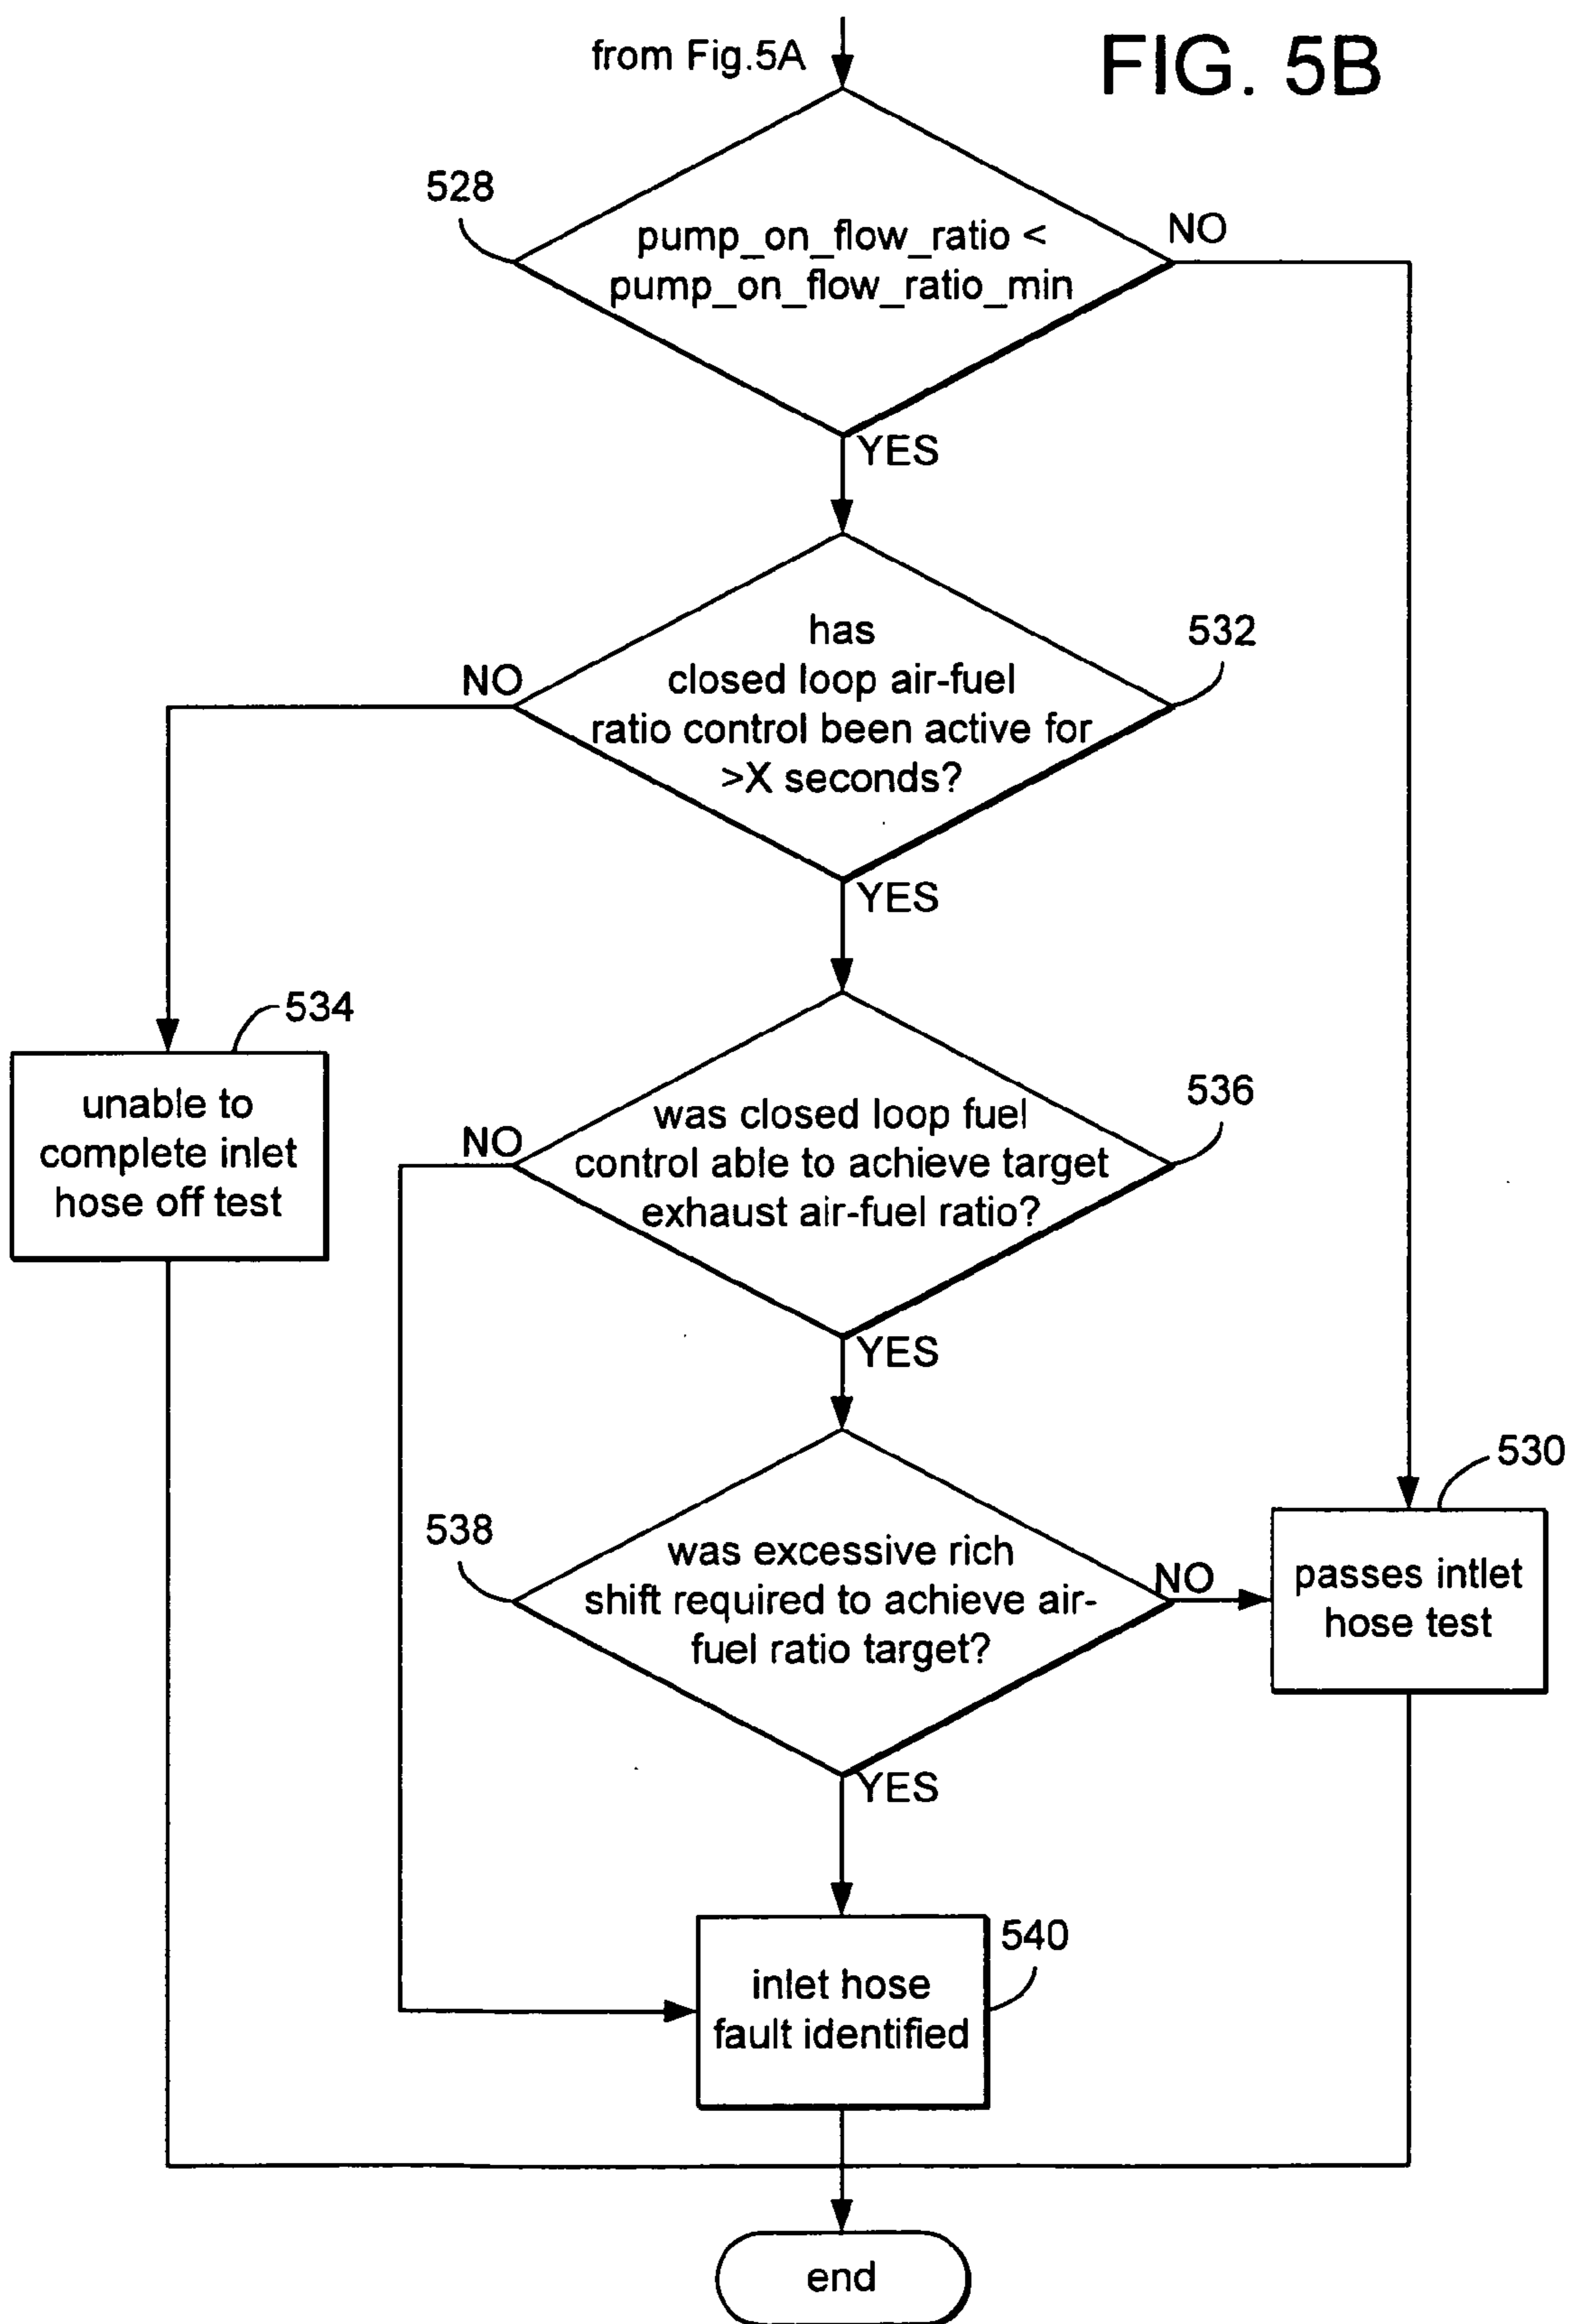 from Fig.5A
FIG. 5B
528
pump_on_flow_ratio <
pump_on_flow_ratio_min
NO
YES
has
closed loop air-fuel
ratio control been active for
>X seconds?
532
NO
YES
534
unable to
complete inlet
hose off test
was closed loop fuel
control able to achieve target
exhaust air-fuel ratio?
536
NO
YES
538
was excessive rich
shift required to achieve air-
fuel ratio target?
NO
YES
530
passes intlet
hose test
540
inlet hose
fault identified
end